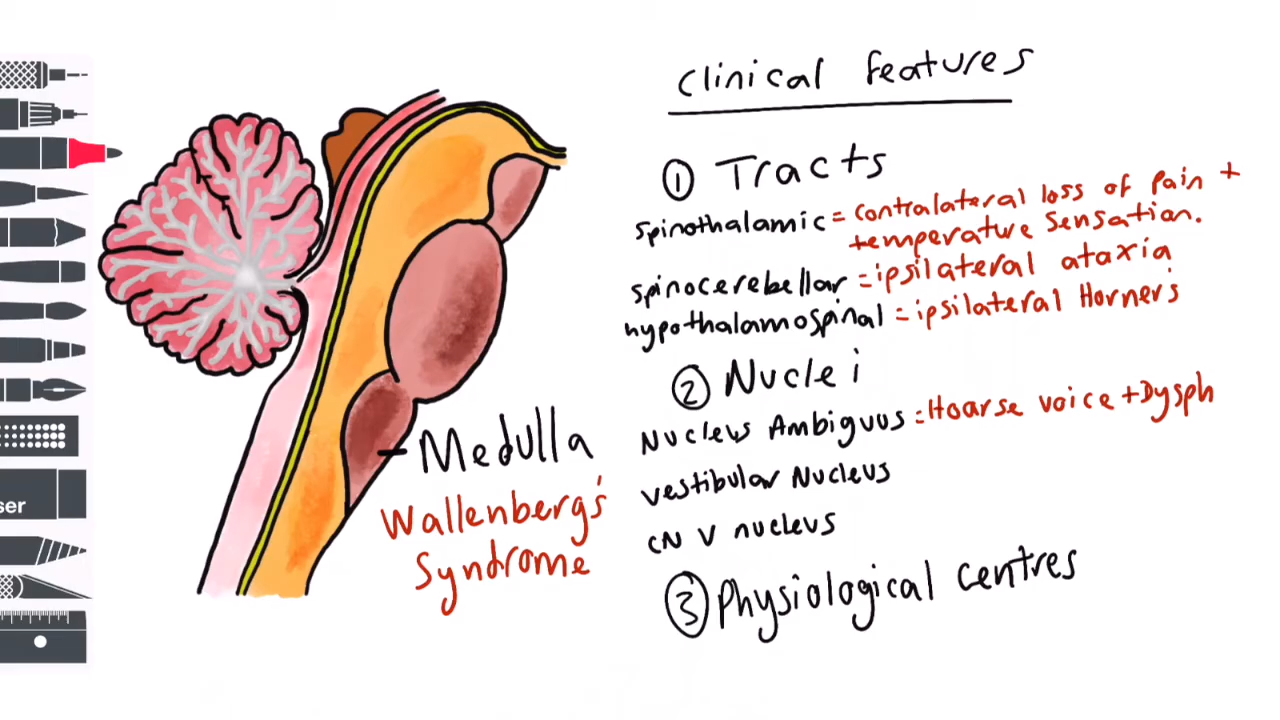 Clinical features
① Tracts
spinothalamic = contralateral loss of pain +
temperature sensation.
spinocerebellar = ipsilateral ataxia
hypothalamospinal = ipsilateral Horner's
② Nuclei
Nucleus Ambiguus = Hoarse voice + Dysph
vestibular Nucleus
CN V nucleus
③ Physiological centres
Medulla
Wallenberg's
Syndrome
ser